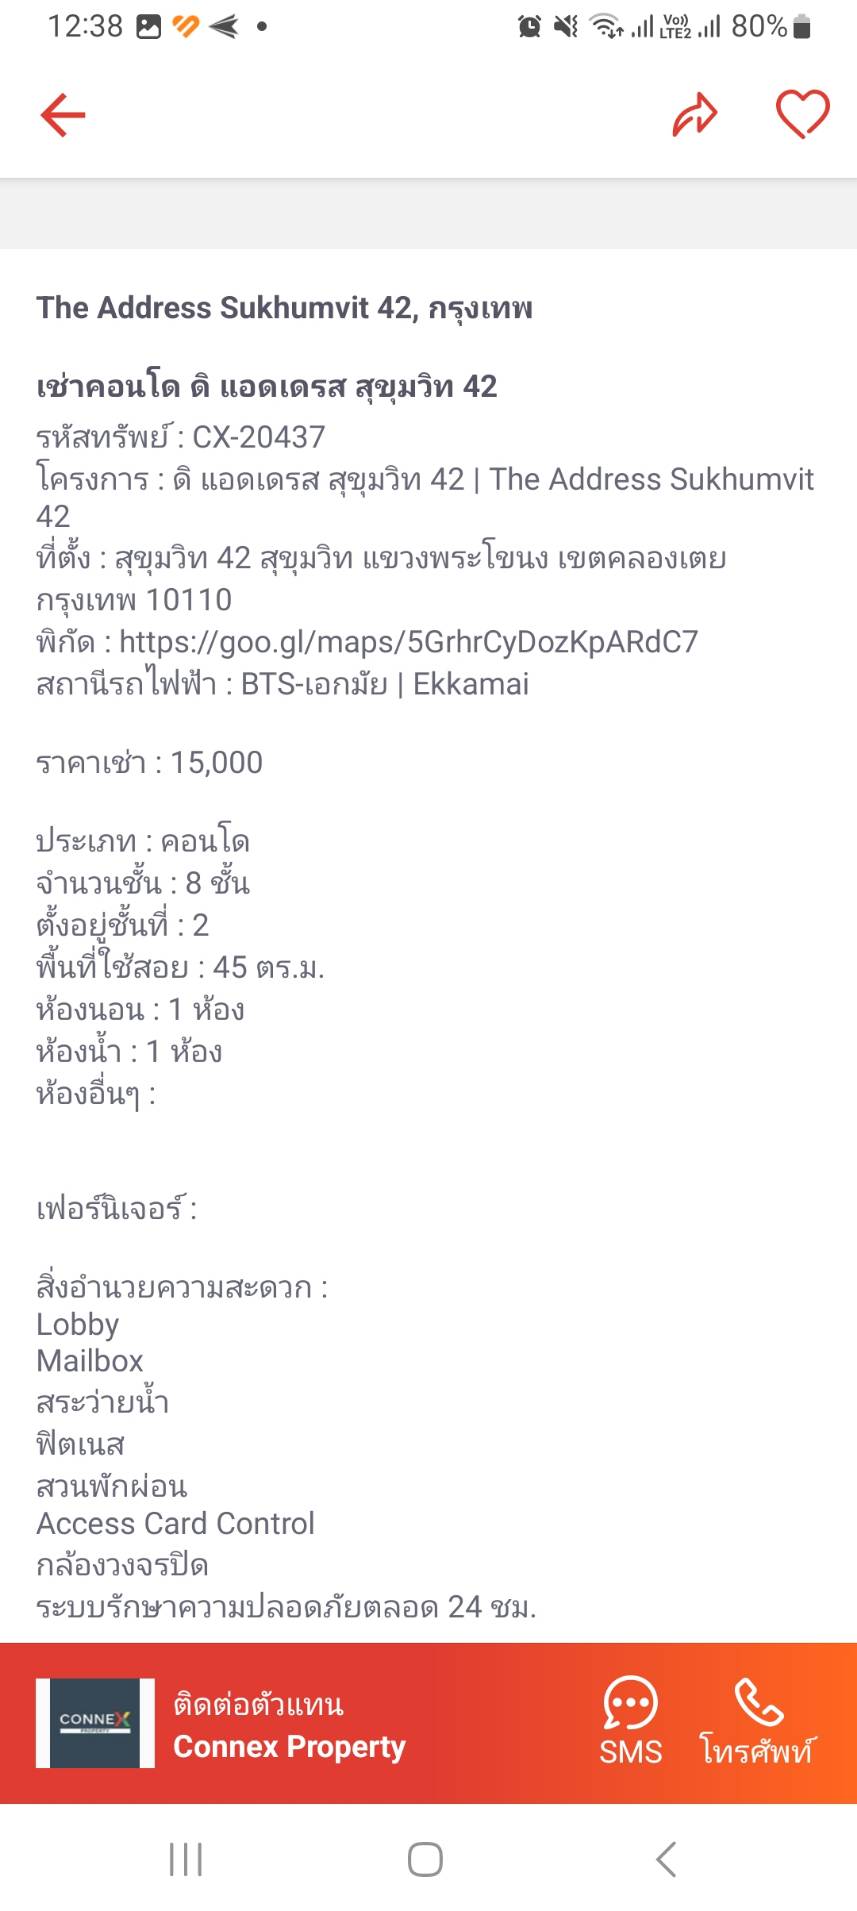 12:38
Vo)) LTE2 80%
The Address Sukhumvit 42, กรุงเทพ
เช่าคอนโด ดิ แอดเดรส สุขุมวิท 42
รหัสทรัพย์ : CX-20437
โครงการ : ดิ แอดเดรส สุขุมวิท 42 | The Address Sukhumvit
42
ที่ตั้ง : สุขุมวิท 42 สุขุมวิท แขวงพระโขนง เขตคลองเตย
กรุงเทพ 10110
พิกัด : https://goo.gl/maps/5GrhrCyDozKpARdC7
สถานีรถไฟฟ้า : BTS-เอกมัย | Ekkamai
ราคาเช่า : 15,000
ประเภท : คอนโด
จำนวนชั้น : 8 ชั้น
ตั้งอยู่ชั้นที่ : 2
พื้นที่ใช้สอย : 45 ตร.ม.
ห้องนอน : 1 ห้อง
ห้องน้ำ : 1 ห้อง
ห้องอื่นๆ :
เฟอร์นิเจอร์ :
สิ่งอำนวยความสะดวก :
Lobby
Mailbox
สระว่ายน้ำ
ฟิตเนส
สวนพักผ่อน
Access Card Control
กล้องวงจรปิด
ระบบรักษาความปลอดภัยตลอด 24 ชม.
CONNEX
PROPERTY
ติดต่อตัวแทน
Connex Property
SMS
โทรศัพท์